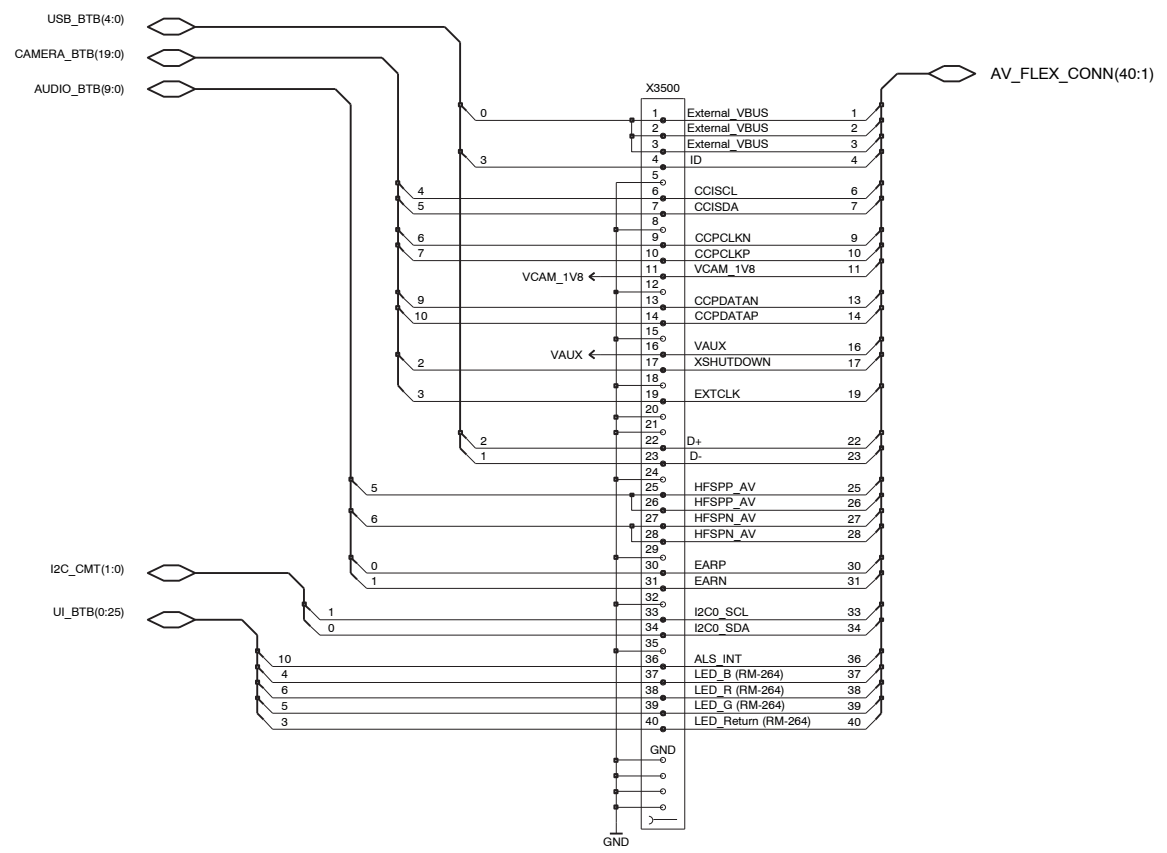 USB_BTB(4:0)
CAMERA_BTB(19:0)
AUDIO_BTB(9:0)
AV_FLEX_CONN(40:1)
X3500
0 1 External_VBUS 1
2 External_VBUS 2
3 External_VBUS 3
3 4 ID 4
5
4 6 CCISCL 6
5 7 CCISDA 7
8
6 9 CCPCLKN 9
7 10 CCPCLKP 10
VCAM_1V8 11 VCAM_1V8 11
12
9 13 CCPDATAN 13
10 14 CCPDATAP 14
15
VAUX 16 VAUX 16
2 17 XSHUTDOWN 17
18
3 19 EXTCLK 19
20
21
2 22 D+ 22
1 23 D- 23
24
5 25 HFSPP_AV 25
26 HFSPP_AV 26
6 27 HFSPN_AV 27
28 HFSPN_AV 28
29
I2C_CMT(1:0)
0 30 EARP 30
1 31 EARN 31
32
UI_BTB(0:25)
1 33 I2C0_SCL 33
0 34 I2C0_SDA 34
35
10 36 ALS_INT 36
4 37 LED_B (RM-264) 37
6 38 LED_R (RM-264) 38
5 39 LED_G (RM-264) 39
3 40 LED_Return (RM-264) 40
GND
GND